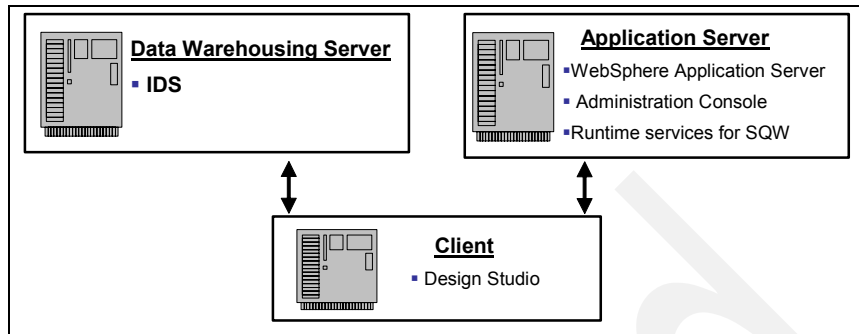 Data Warehousing Server
▪ IDS
Application Server
▪WebSphere Application Server
▪ Administration Console
▪Runtime services for SQW
Client
▪ Design Studio